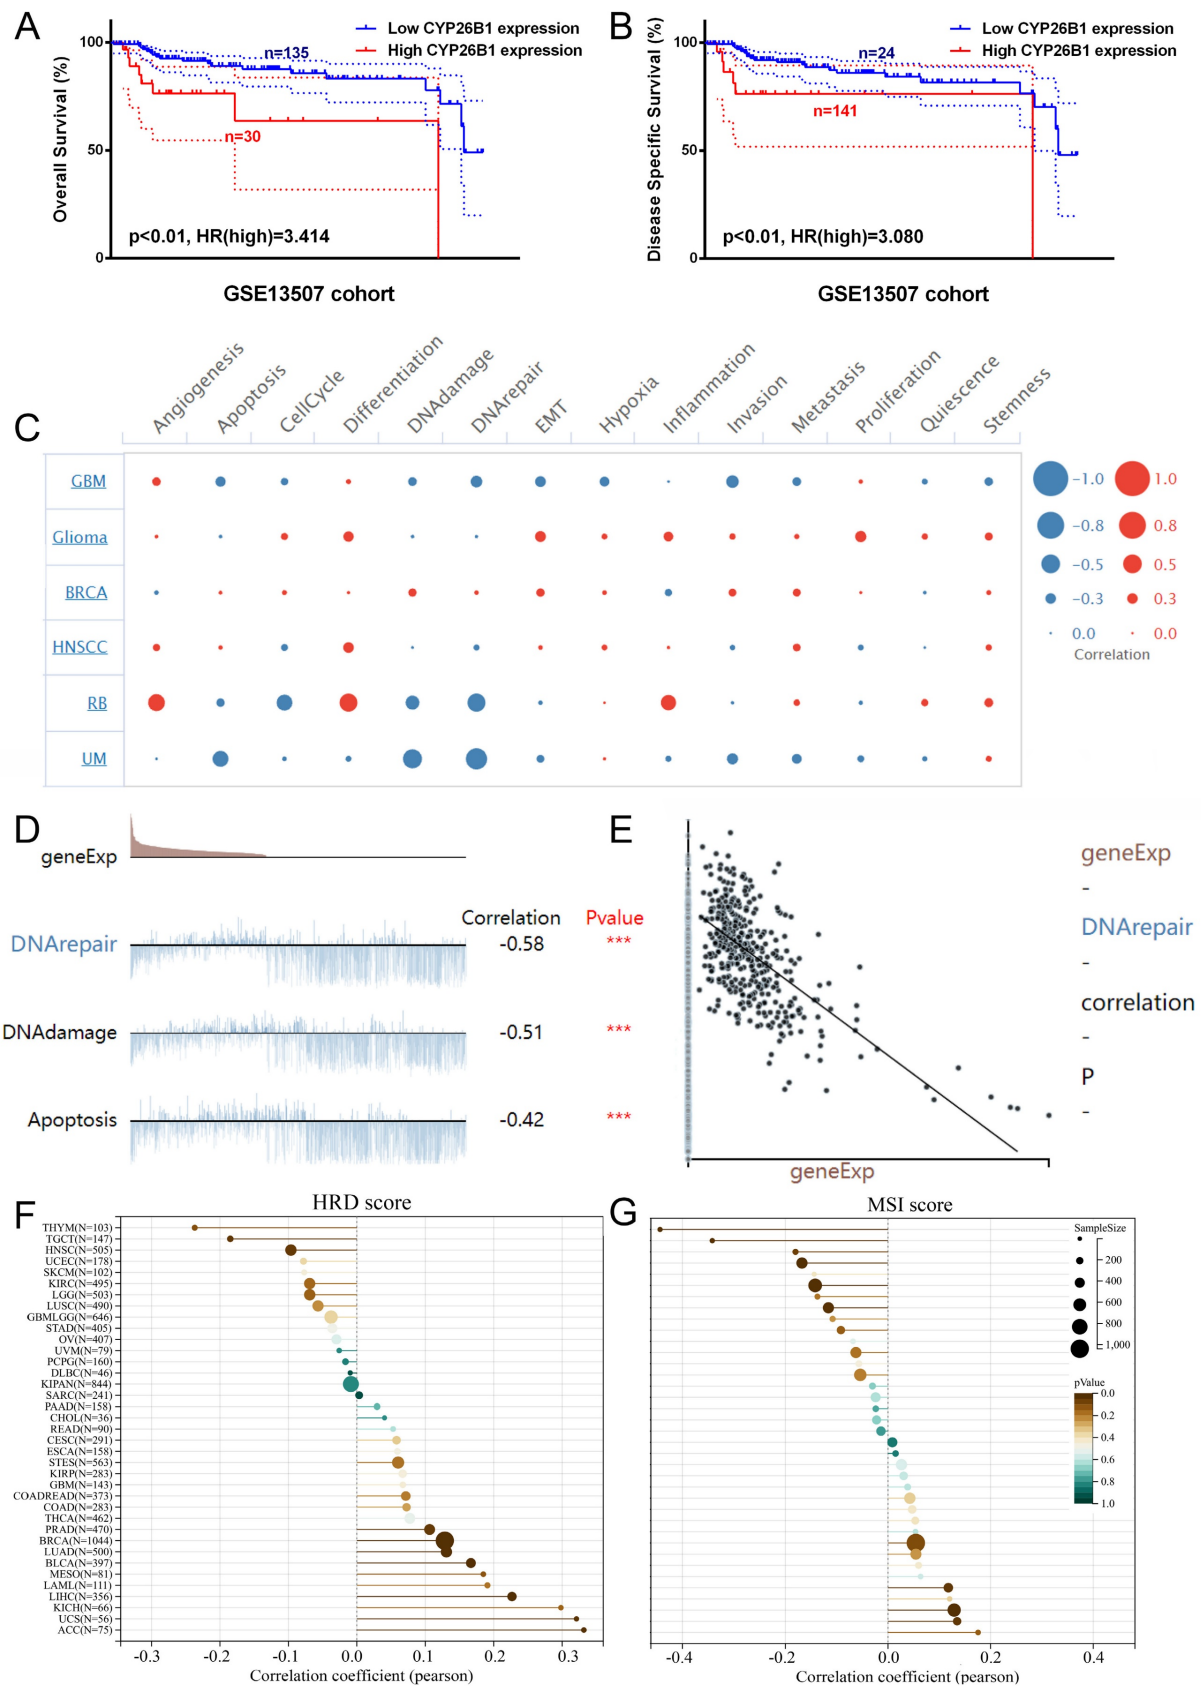 A
Low CYP26B1 expression
High CYP26B1 expression
100
50
0
Overall Survival (%)
n=135
n=30
p<0.01, HR(high)=3.414
GSE13507 cohort
B
Low CYP26B1 expression
High CYP26B1 expression
100
50
0
Disease Specific Survival (%)
n=24
n=141
p<0.01, HR(high)=3.080
GSE13507 cohort
C
Angiogenesis
Apoptosis
CellCycle
Differentiation
DNAdamage
DNArepair
EMT
Hypoxia
Inflammation
Invasion
Metastasis
Proliferation
Quiescence
Stemness
GBM
Glioma
BRCA
HNSCC
RB
UM
-1.0 1.0
-0.8 0.8
-0.5 0.5
-0.3 0.3
0.0 0.0
Correlation
D
geneExp
Correlation Pvalue
DNArepair -0.58 ***
DNAdamage -0.51 ***
Apoptosis -0.42 ***
E
geneExp
geneExp
-
DNArepair
-
correlation
-
P
-
F
HRD score
THYM(N=103)
TGCT(N=147)
HNSC(N=505)
UCEC(N=178)
SKCM(N=102)
KIRC(N=495)
LGG(N=503)
LUSC(N=490)
GBMLGG(N=646)
STAD(N=405)
OV(N=407)
UVM(N=79)
PCPG(N=160)
DLBC(N=46)
KIPAN(N=844)
SARC(N=241)
PAAD(N=158)
CHOL(N=36)
READ(N=90)
CESC(N=291)
ESCA(N=158)
STES(N=563)
KIRP(N=283)
GBM(N=143)
COADREAD(N=373)
COAD(N=283)
THCA(N=462)
PRAD(N=470)
BRCA(N=1044)
LUAD(N=500)
BLCA(N=397)
MESO(N=81)
LAML(N=111)
LIHC(N=356)
KICH(N=66)
UCS(N=56)
ACC(N=75)
-0.3 -0.2 -0.1 0.0 0.1 0.2 0.3
Correlation coefficient (pearson)
G
MSI score
SampleSize
200
400
600
800
1,000
pValue
0.0
0.2
0.4
0.6
0.8
1.0
-0.4 -0.2 0.0 0.2 0.4
Correlation coefficient (pearson)